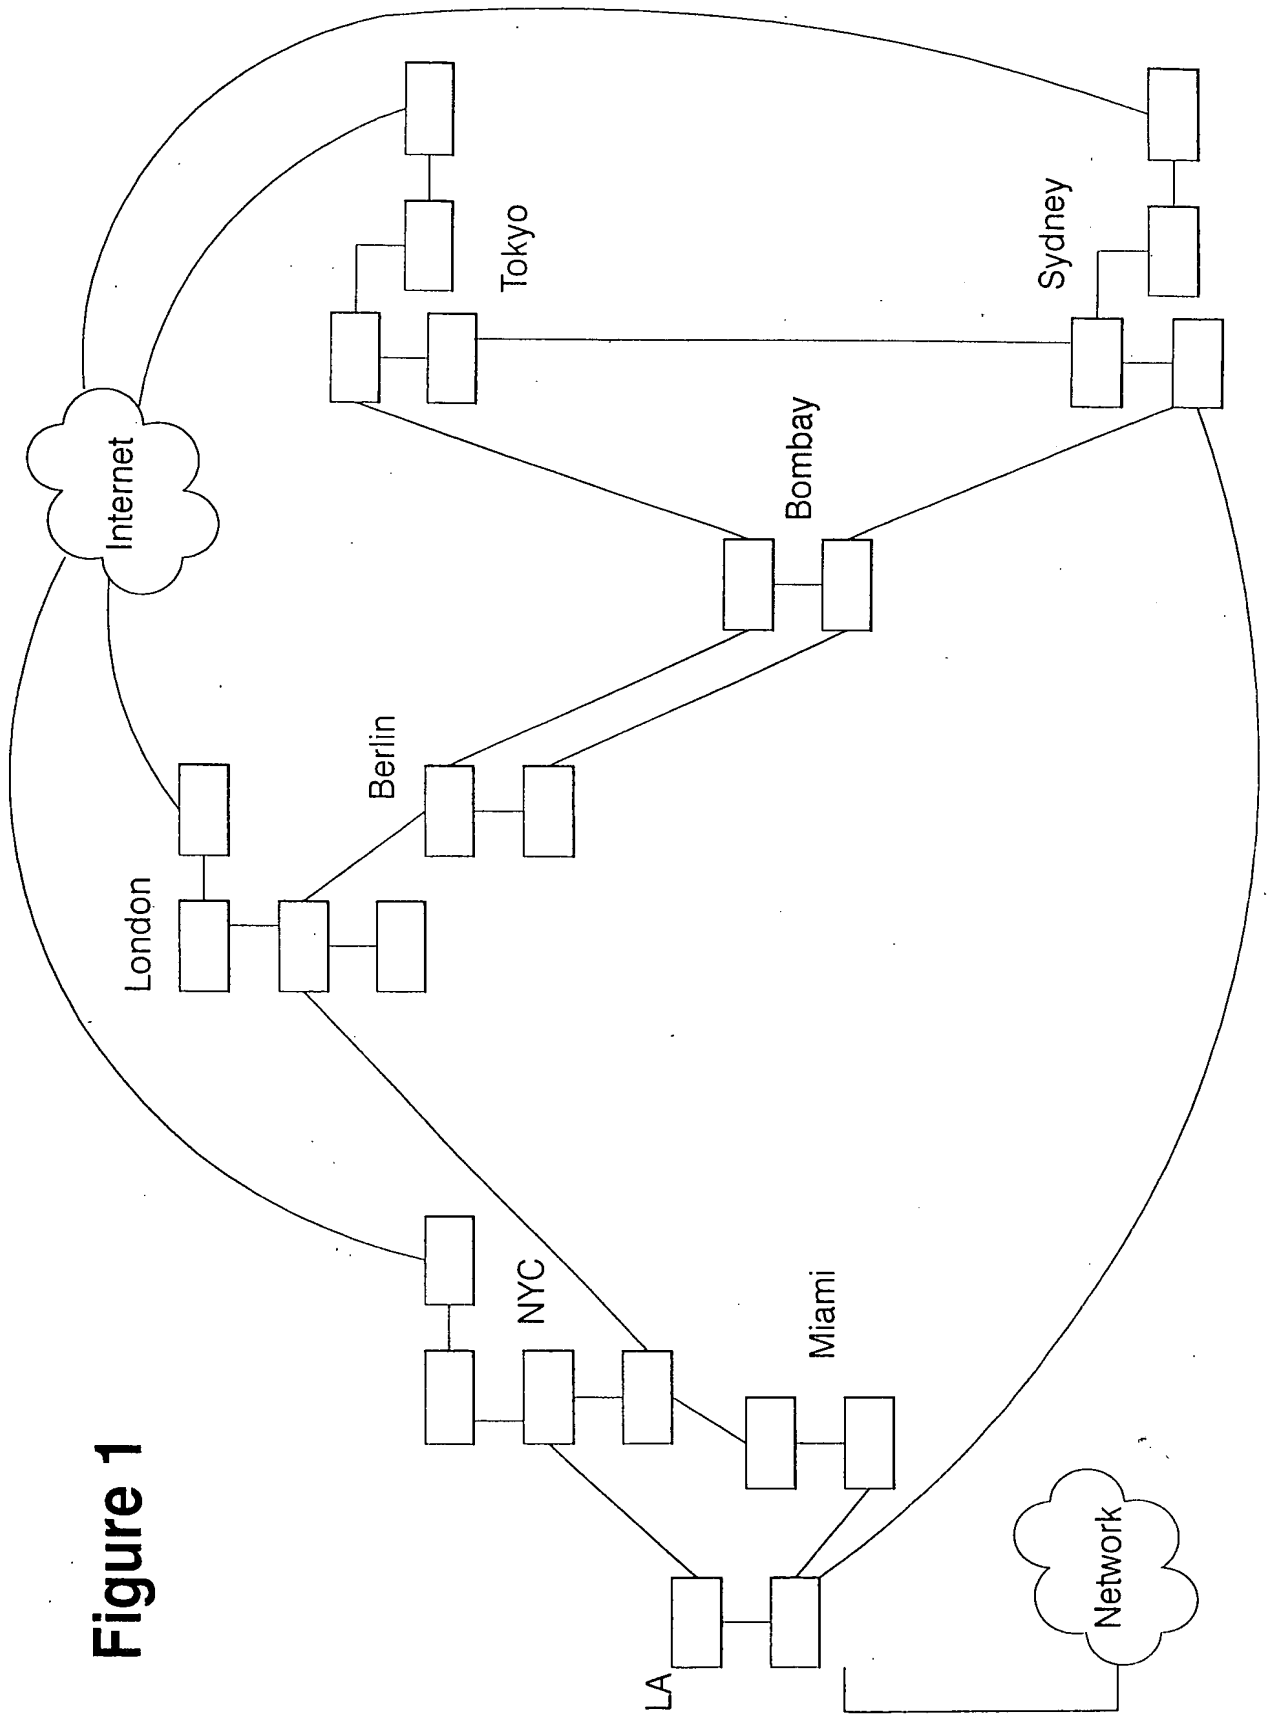 Figure 1
Internet
London
Berlin
Tokyo
NYC
Bombay
Sydney
Miami
LA
Network